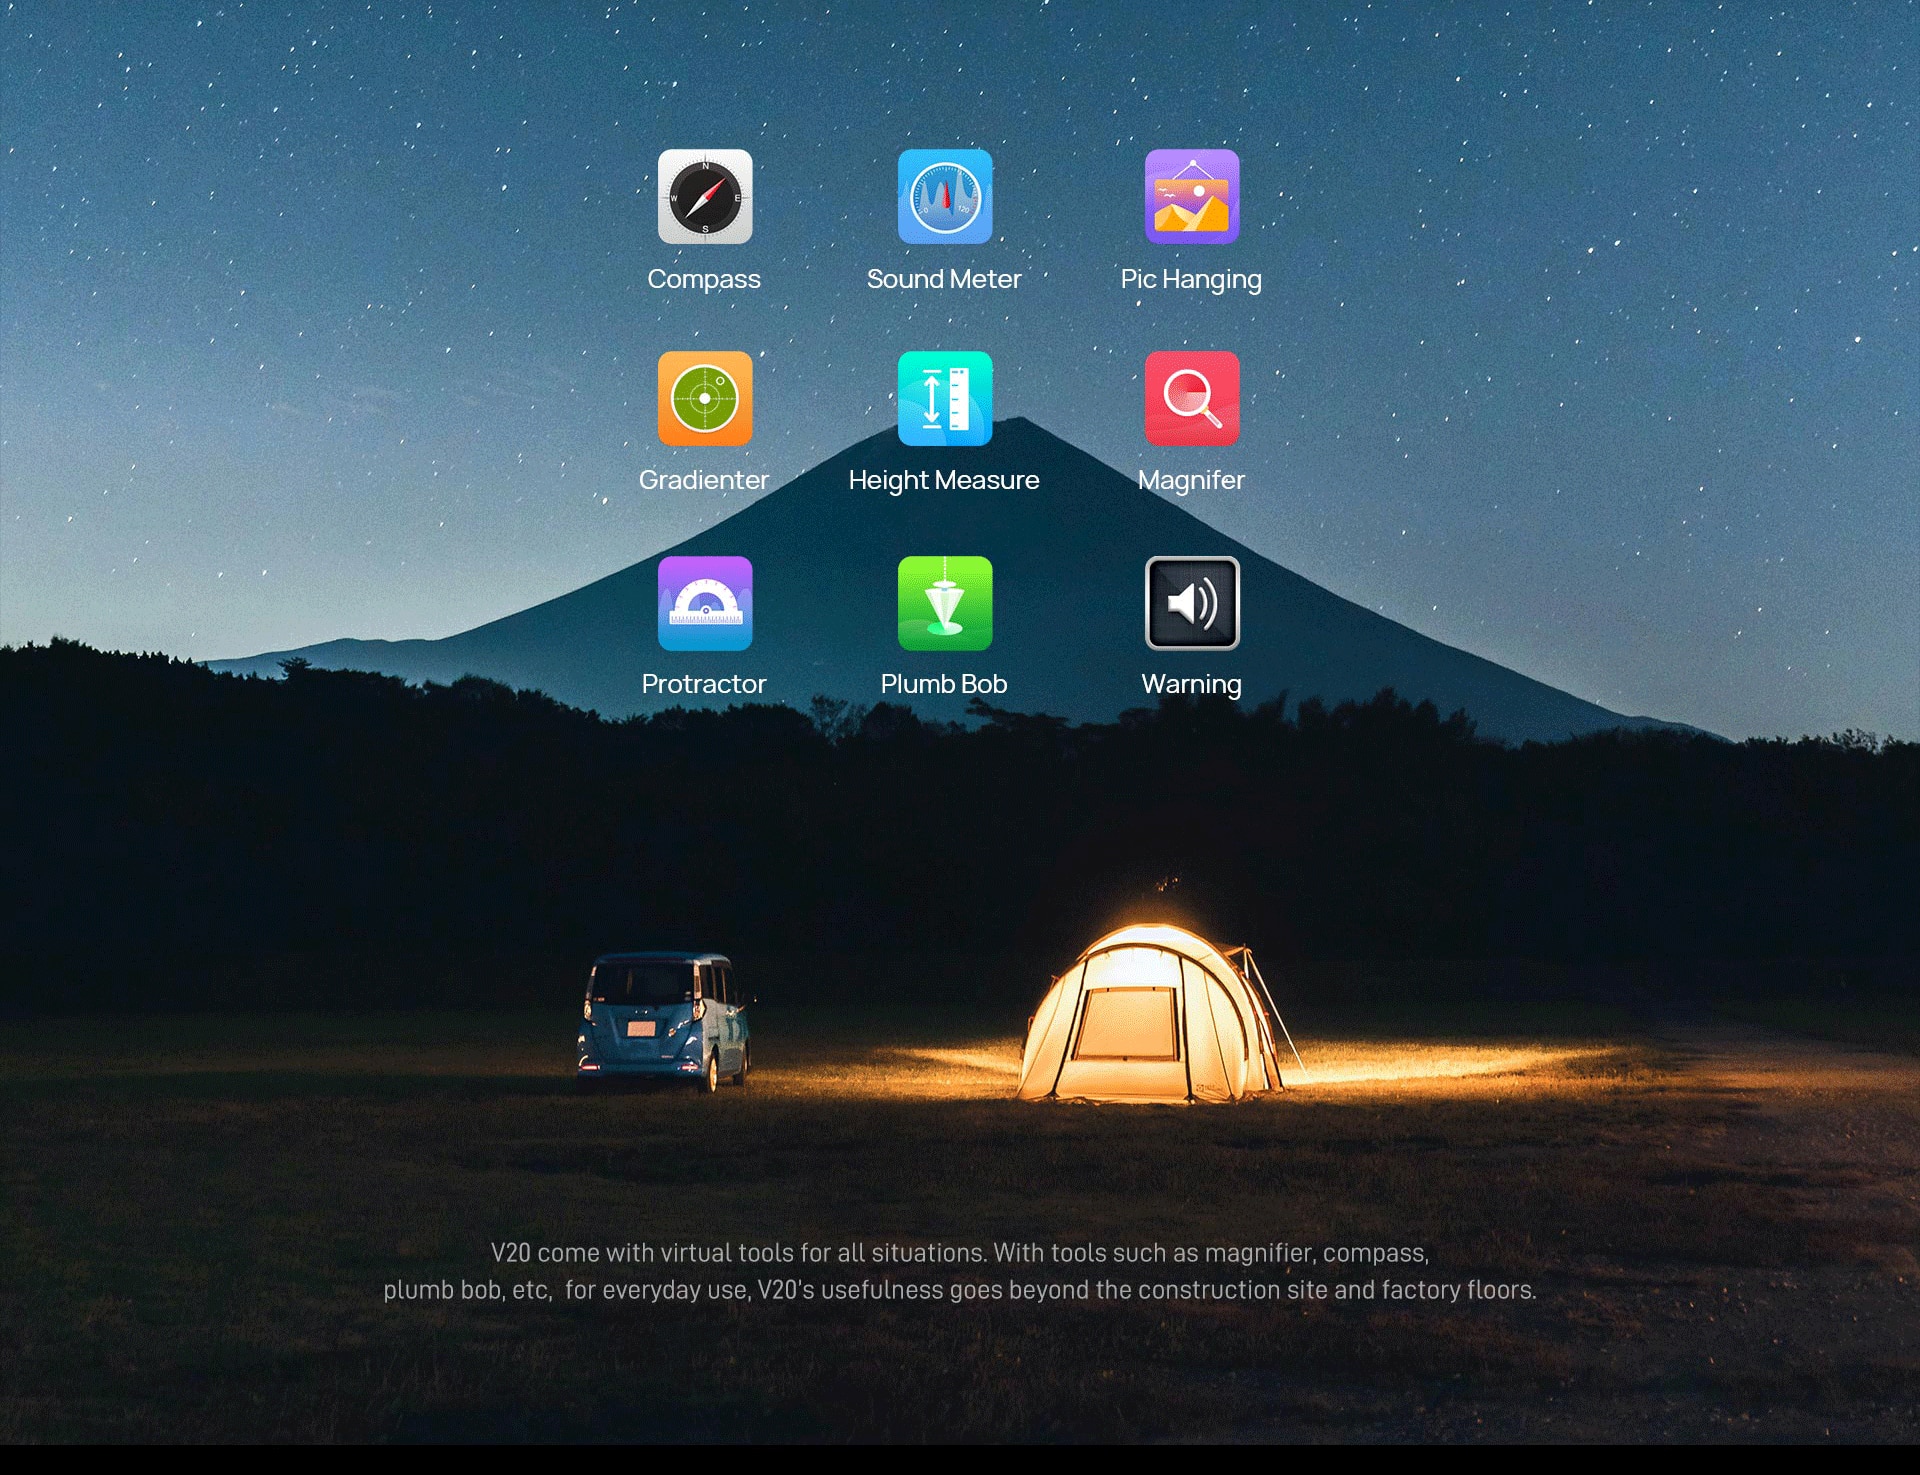 Compass
Sound Meter
Pic Hanging
Gradienter
Height Measure
Magnifer
Protractor
Plumb Bob
Warning
V20 come with virtual tools for all situations. With tools such as magnifier, compass,
plumb bob, etc,  for everyday use, V20's usefulness goes beyond the construction site and factory floors.